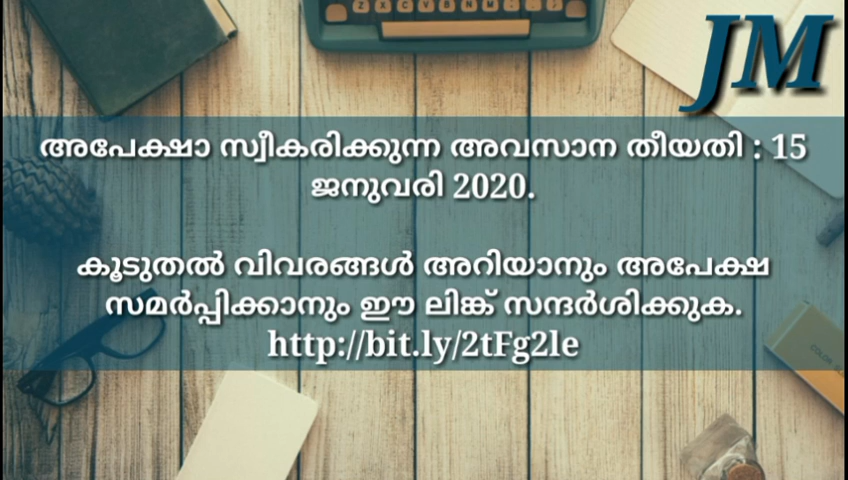 JM
അപേക്ഷാ സ്വീകരിക്കുന്ന അവസാന തീയതി : 15
ജനുവരി 2020.
കൂടുതൽ വിവരങ്ങൾ അറിയാനും അപേക്ഷ
സമർപ്പിക്കാനും ഈ ലിങ്ക് സന്ദർശിക്കുക.
http://bit.ly/2tFg2le